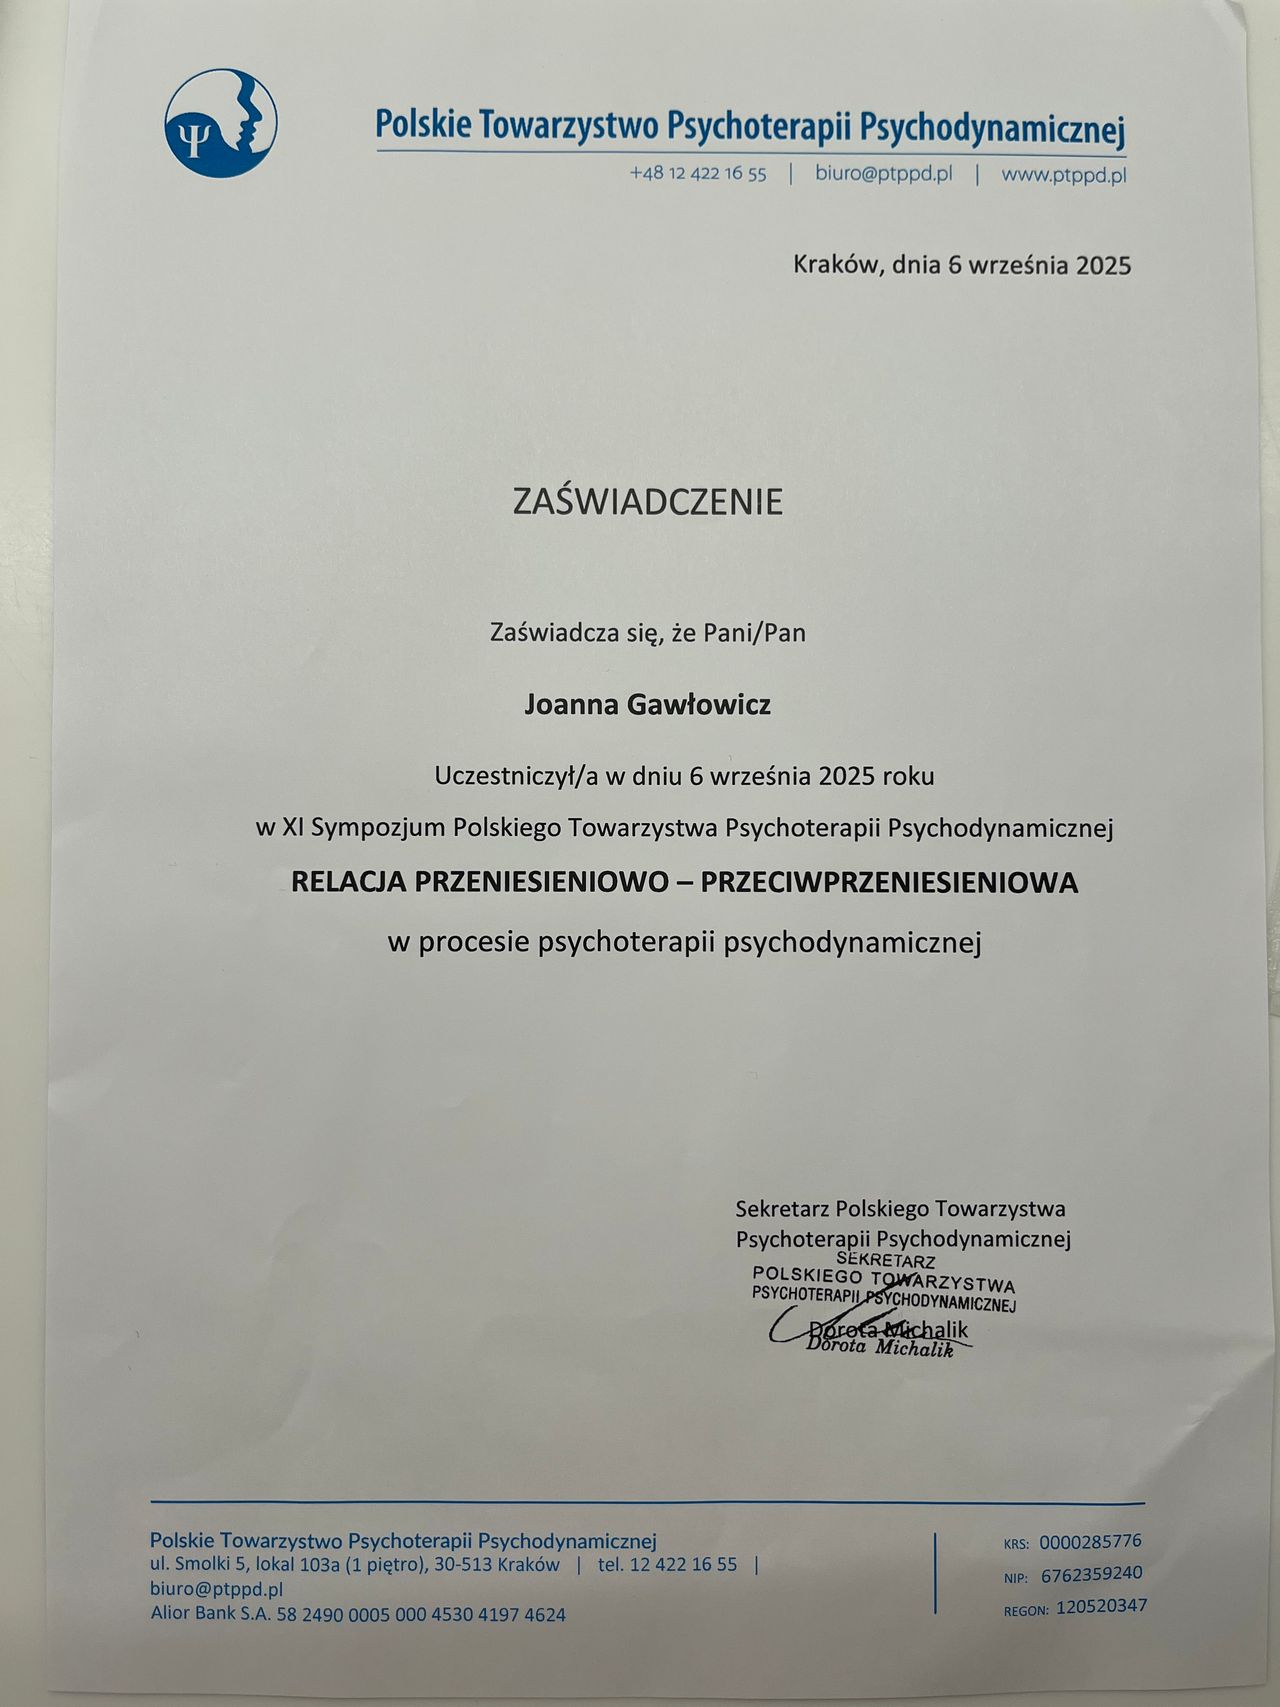 Ψ
Polskie Towarzystwo Psychoterapii Psychodynamicznej
+48 12 422 16 55 | biuro@ptppd.pl | www.ptppd.pl
Kraków, dnia 6 września 2025
ZAŚWIADCZENIE
Zaświadcza się, że Pani/Pan
Joanna Gawłowicz
Uczestniczył/a w dniu 6 września 2025 roku
w XI Sympozjum Polskiego Towarzystwa Psychoterapii Psychodynamicznej
RELACJA PRZENIESIENIOWO – PRZECIWPRZENIESIENIOWA
w procesie psychoterapii psychodynamicznej
Sekretarz Polskiego Towarzystwa
Psychoterapii Psychodynamicznej
SEKRETARZ
POLSKIEGO TOWARZYSTWA
PSYCHOTERAPII PSYCHODYNAMICZNEJ
Dorota Michalik
Dorota Michalik
Polskie Towarzystwo Psychoterapii Psychodynamicznej
ul. Smolki 5, lokal 103a (1 piętro), 30-513 Kraków | tel. 12 422 16 55 |
biuro@ptppd.pl
Alior Bank S.A. 58 2490 0005 000 4530 4197 4624
KRS: 0000285776
NIP: 6762359240
REGON: 120520347